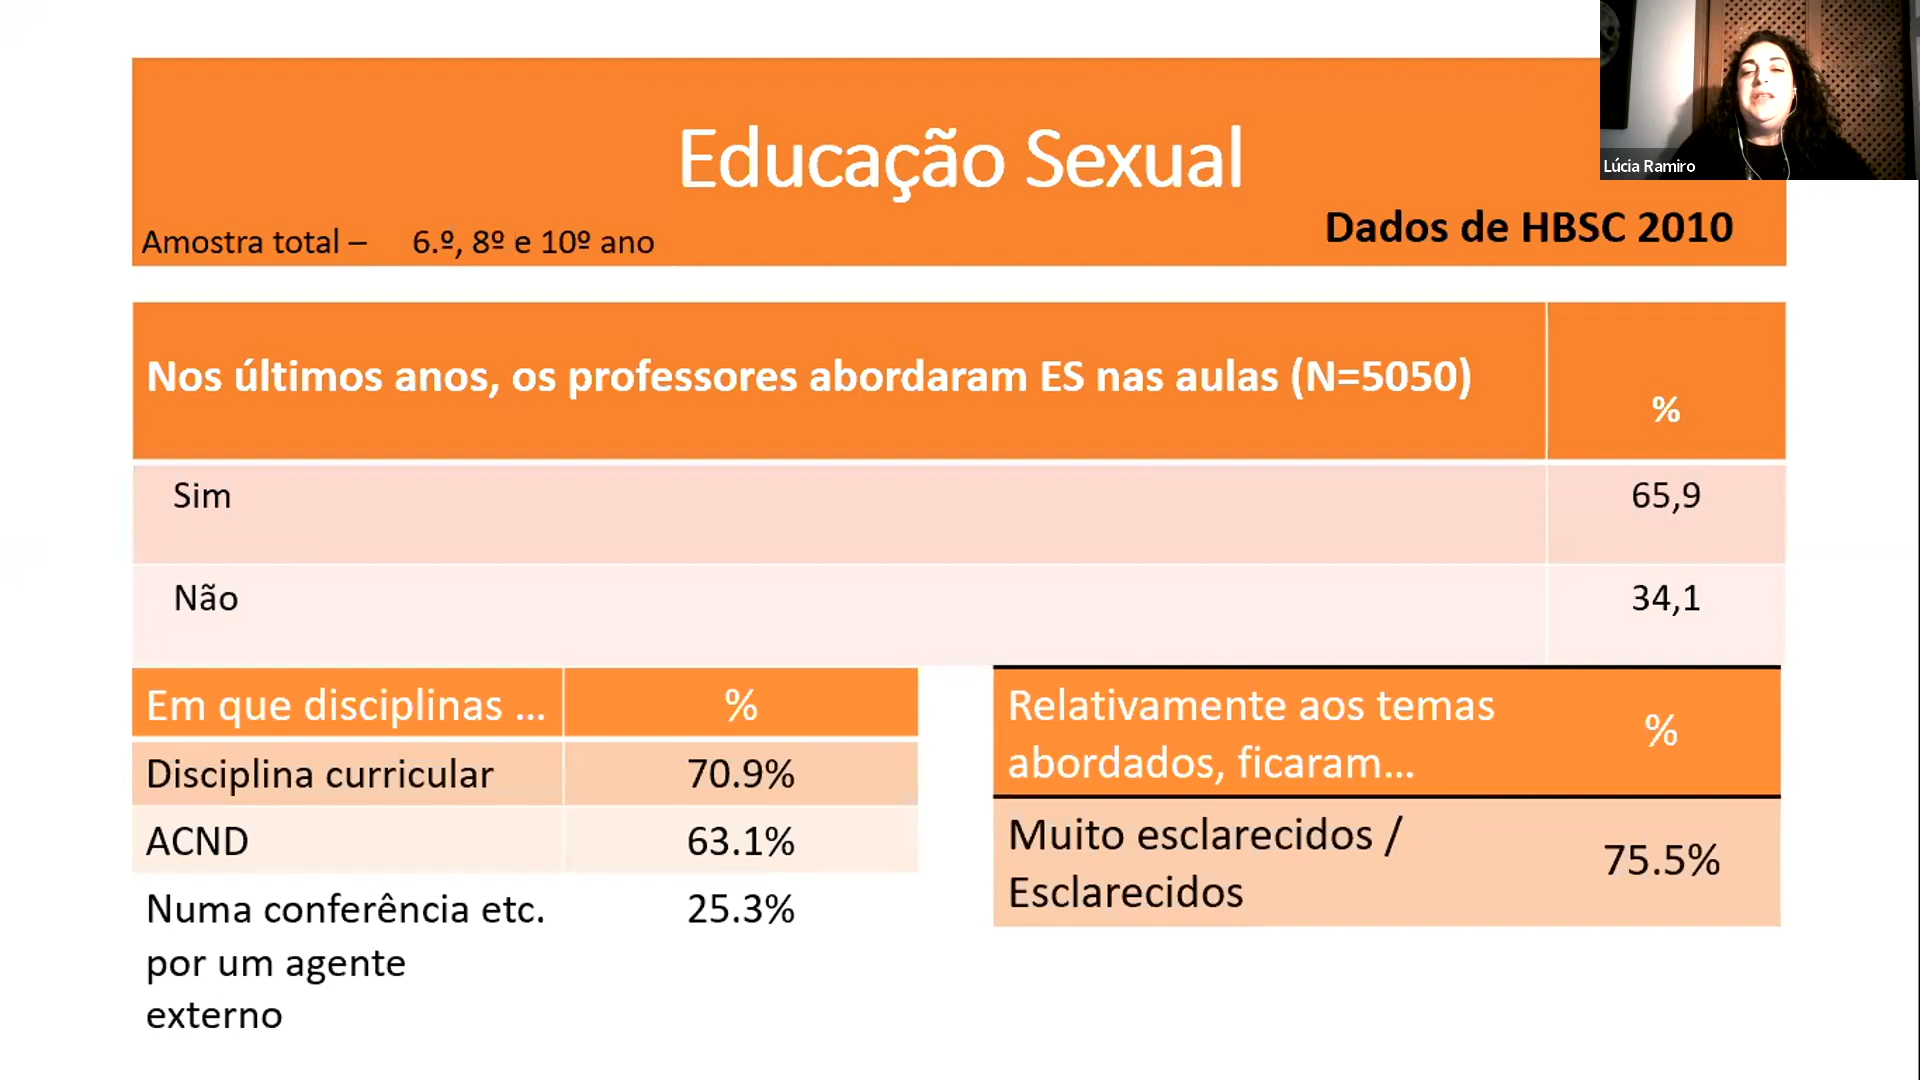 Educação Sexual
Lúcia Ramiro
Amostra total – 6.º, 8º e 10º ano
Dados de HBSC 2010
Nos últimos anos, os professores abordaram ES nas aulas (N=5050)
%
Sim
65,9
Não
34,1
Em que disciplinas ...
%
Disciplina curricular
70.9%
ACND
63.1%
Numa conferência etc.
25.3%
por um agente
externo
Relativamente aos temas
abordados, ficaram...
%
Muito esclarecidos /
Esclarecidos
75.5%